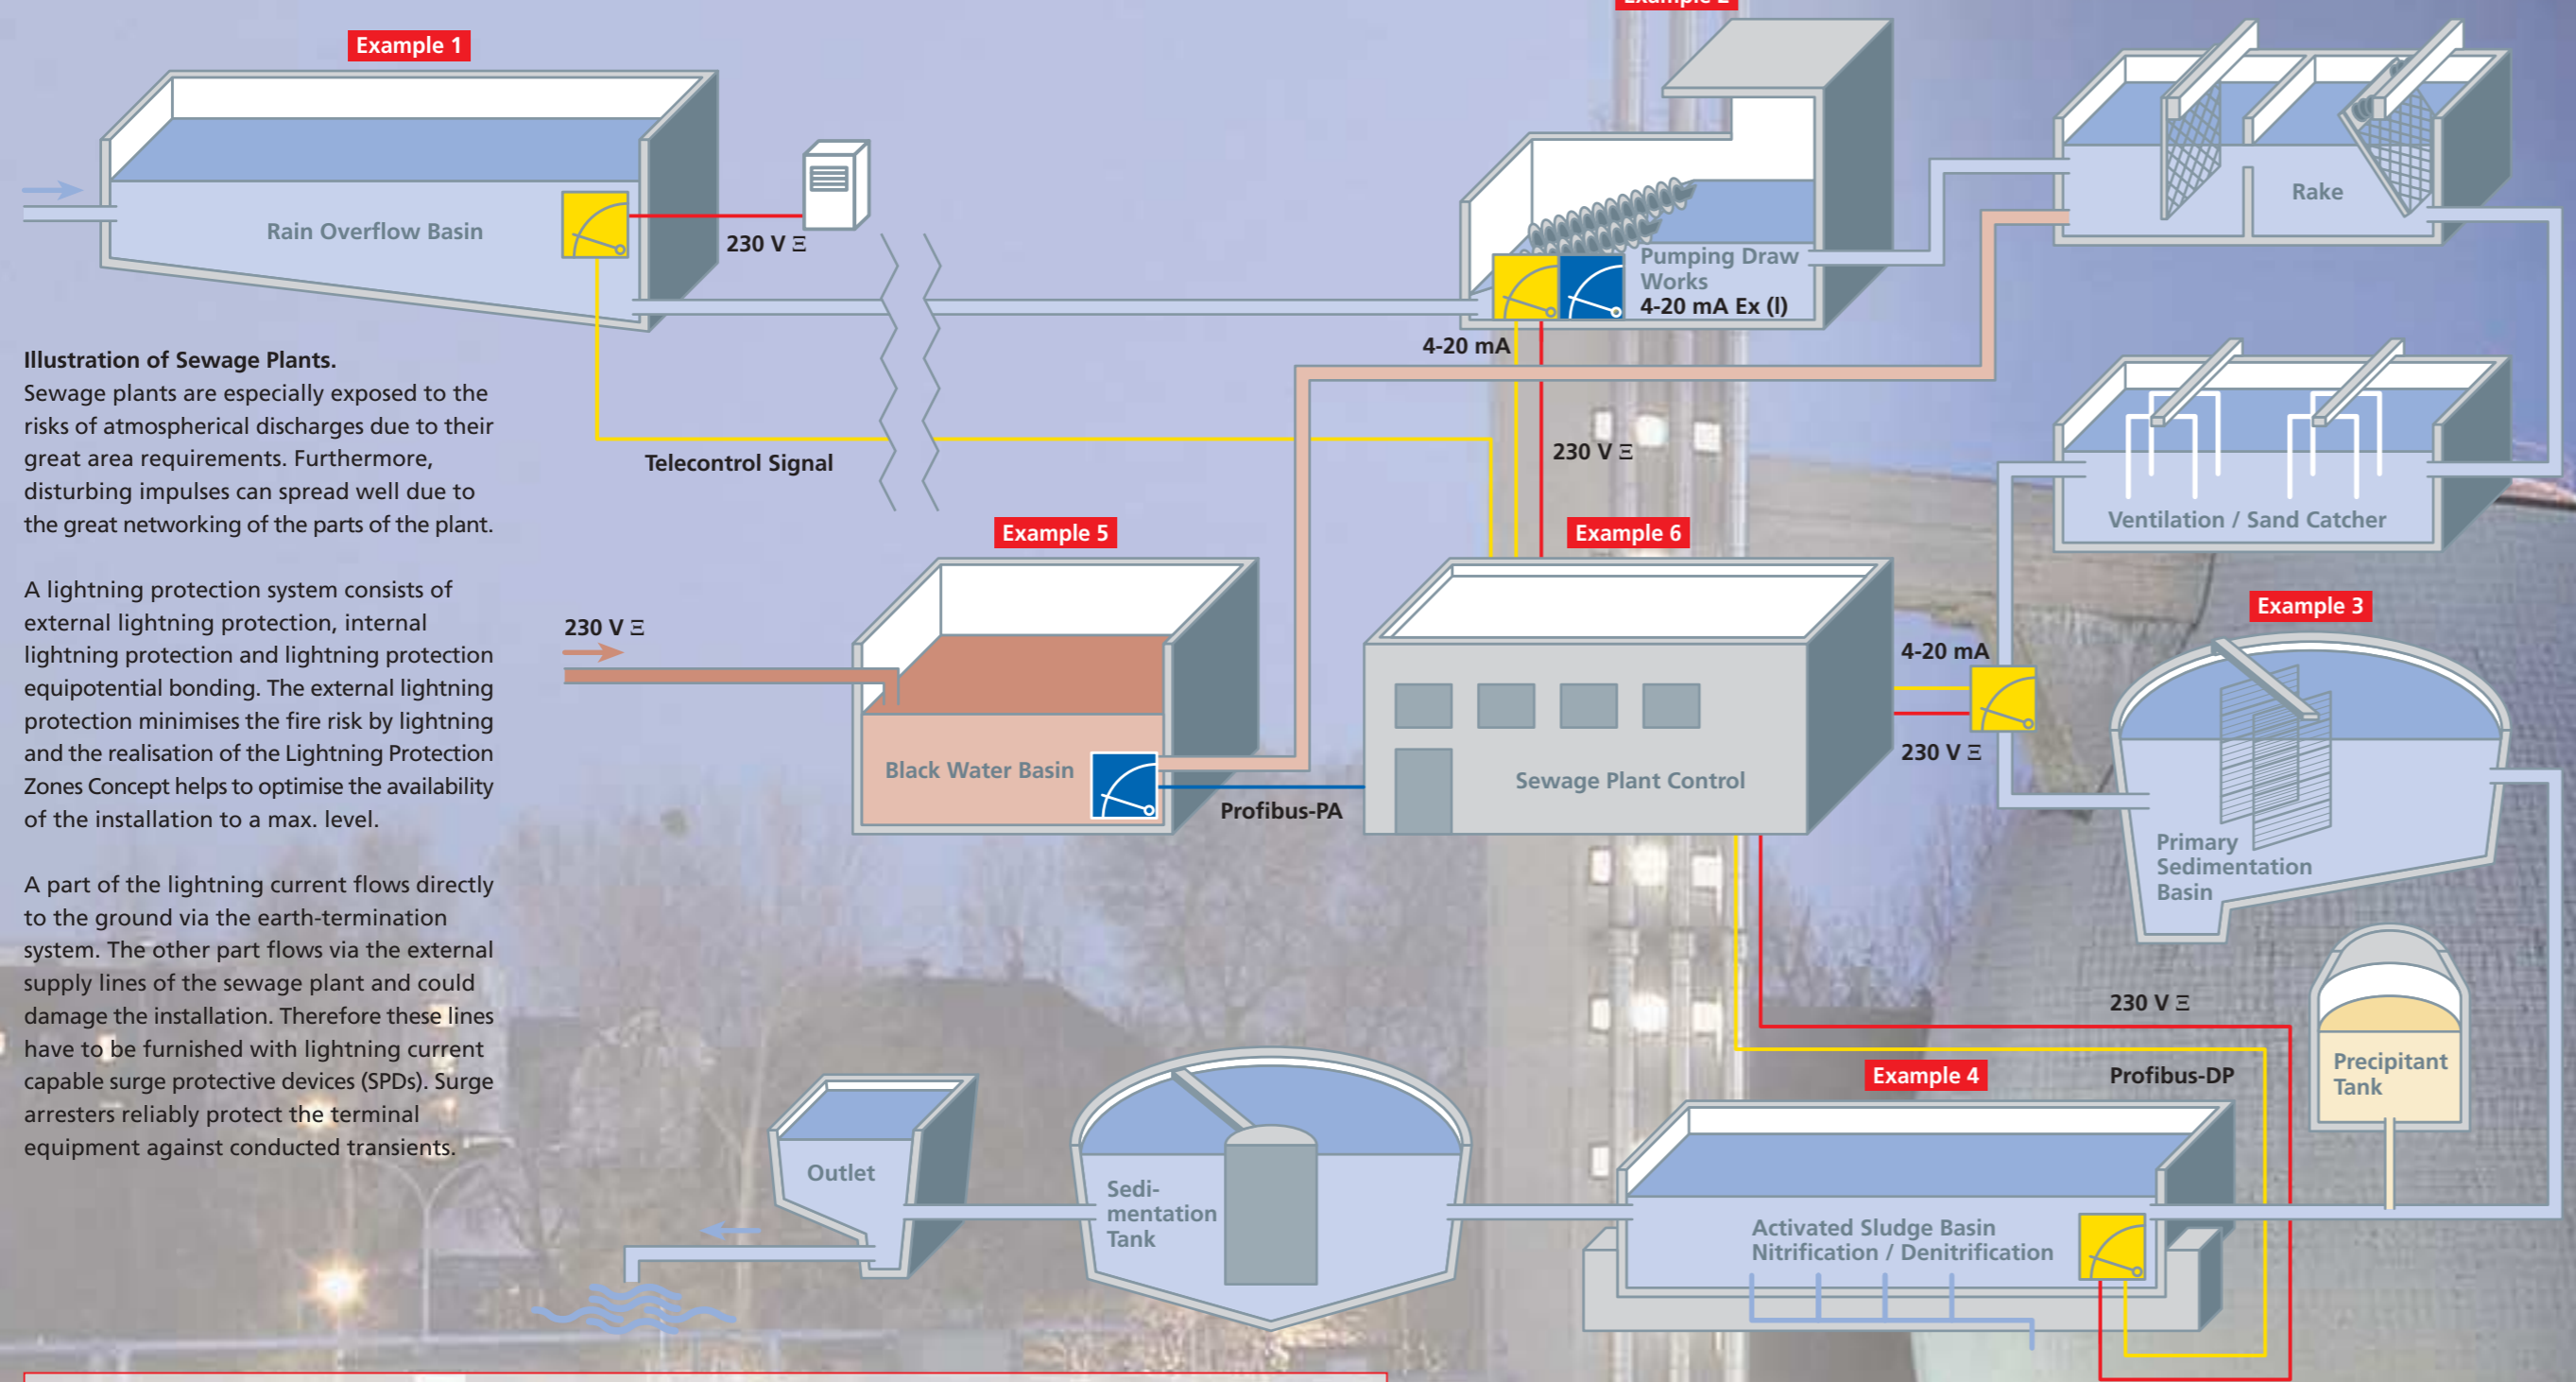 Example 1
Example 2
Rain Overflow Basin
230 V Ξ
Rake
Pumping Draw
Works
4-20 mA Ex (I)
4-20 mA
Illustration of Sewage Plants.
Sewage plants are especially exposed to the
risks of atmospherical discharges due to their
great area requirements. Furthermore,
disturbing impulses can spread well due to
the great networking of the parts of the plant.
A lightning protection system consists of
external lightning protection, internal
lightning protection and lightning protection
equipotential bonding. The external lightning
protection minimises the fire risk by lightning
and the realisation of the Lightning Protection
Zones Concept helps to optimise the availability
of the installation to a max. level.
A part of the lightning current flows directly
to the ground via the earth-termination
system. The other part flows via the external
supply lines of the sewage plant and could
damage the installation. Therefore these lines
have to be furnished with lightning current
capable surge protective devices (SPDs). Surge
arresters reliably protect the terminal
equipment against conducted transients.
Telecontrol Signal
230 V Ξ
Ventilation / Sand Catcher
Example 5
Example 6
Example 3
230 V Ξ
4-20 mA
230 V Ξ
Black Water Basin
Profibus-PA
Sewage Plant Control
Primary
Sedimentation
Basin
230 V Ξ
Precipitant
Tank
Example 4
Profibus-DP
Outlet
Sedi-
mentation
Tank
Activated Sludge Basin
Nitrification / Denitrification